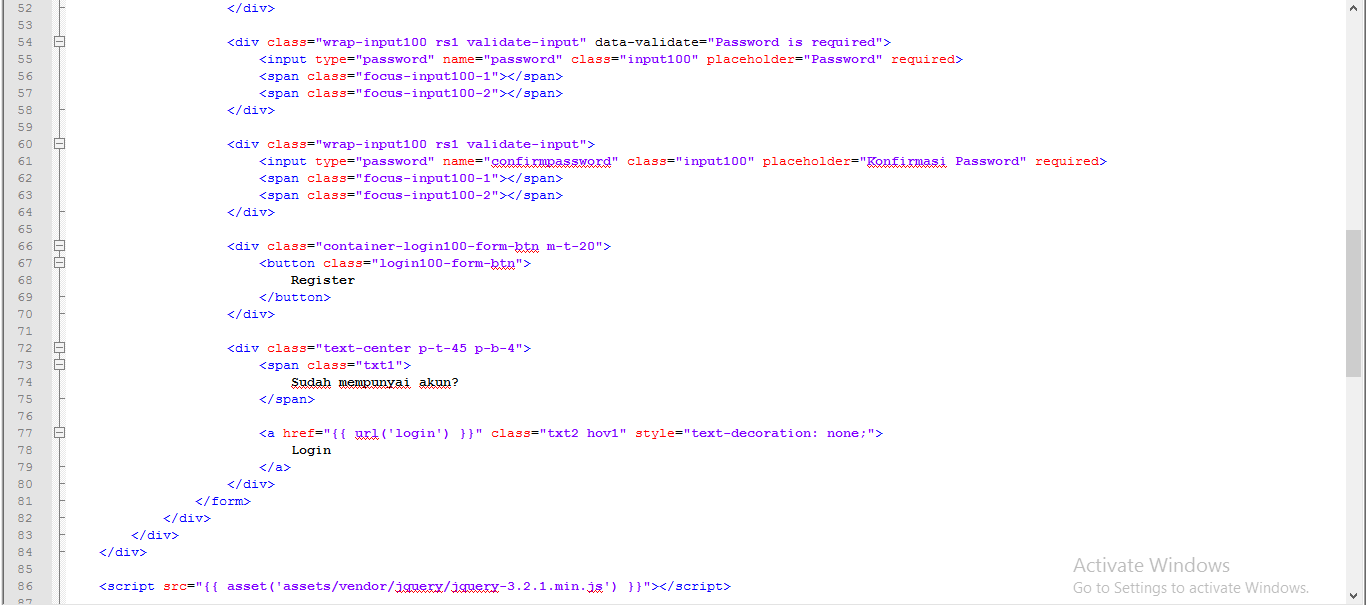 52 </div>
53
54 <div class="wrap-input100 rs1 validate-input" data-validate="Password is required">
55 <input type="password" name="password" class="input100" placeholder="Password" required>
56 <span class="focus-input100-1"></span>
57 <span class="focus-input100-2"></span>
58 </div>
59
60 <div class="wrap-input100 rs1 validate-input">
61 <input type="password" name="confirmpassword" class="input100" placeholder="Konfirmasi Password" required>
62 <span class="focus-input100-1"></span>
63 <span class="focus-input100-2"></span>
64 </div>
65
66 <div class="container-login100-form-btn m-t-20">
67 <button class="login100-form-btn">
68 Register
69 </button>
70 </div>
71
72 <div class="text-center p-t-45 p-b-4">
73 <span class="txt1">
74 Sudah mempunyai akun?
75 </span>
76
77 <a href="{{ url('login') }}" class="txt2 hov1" style="text-decoration: none;">
78 Login
79 </a>
80 </div>
81 </form>
82 </div>
83 </div>
84 </div>
85
86 <script src="{{ asset('assets/vendor/jquery/jquery-3.2.1.min.js') }}"></script>
87
Activate Windows
Go to Settings to activate Windows.